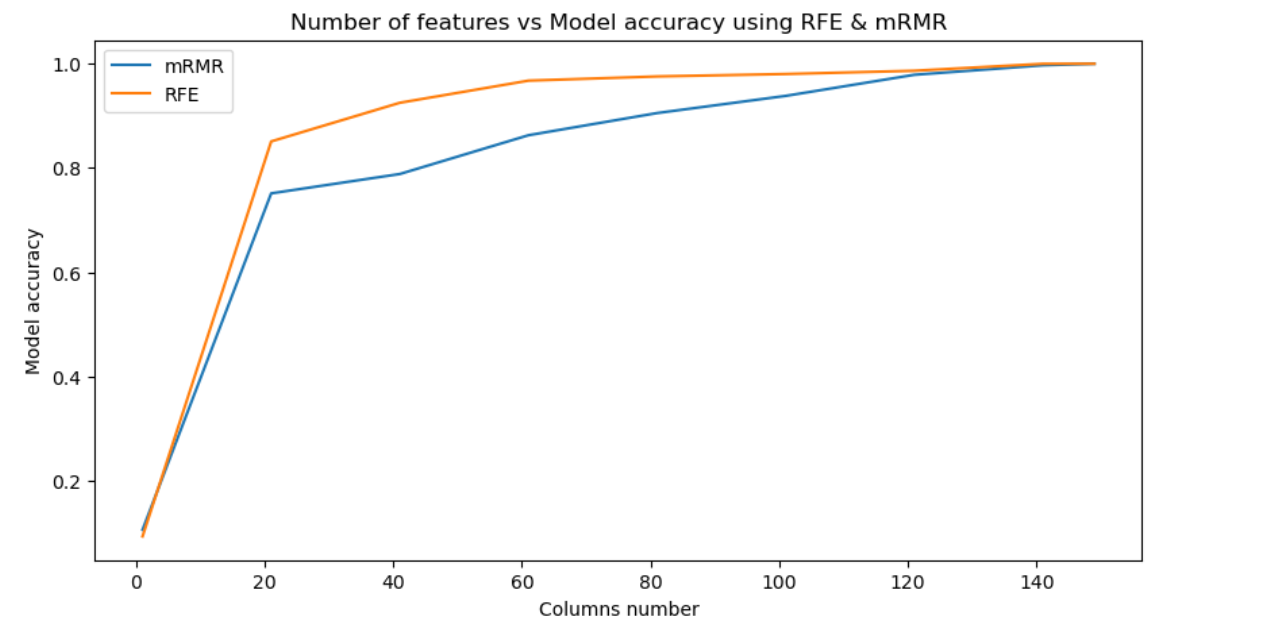 Number of features vs Model accuracy using RFE & mRMR
mRMR
RFE
1.0
0.8
0.6
0.4
0.2
Model accuracy
0 20 40 60 80 100 120 140
Columns number